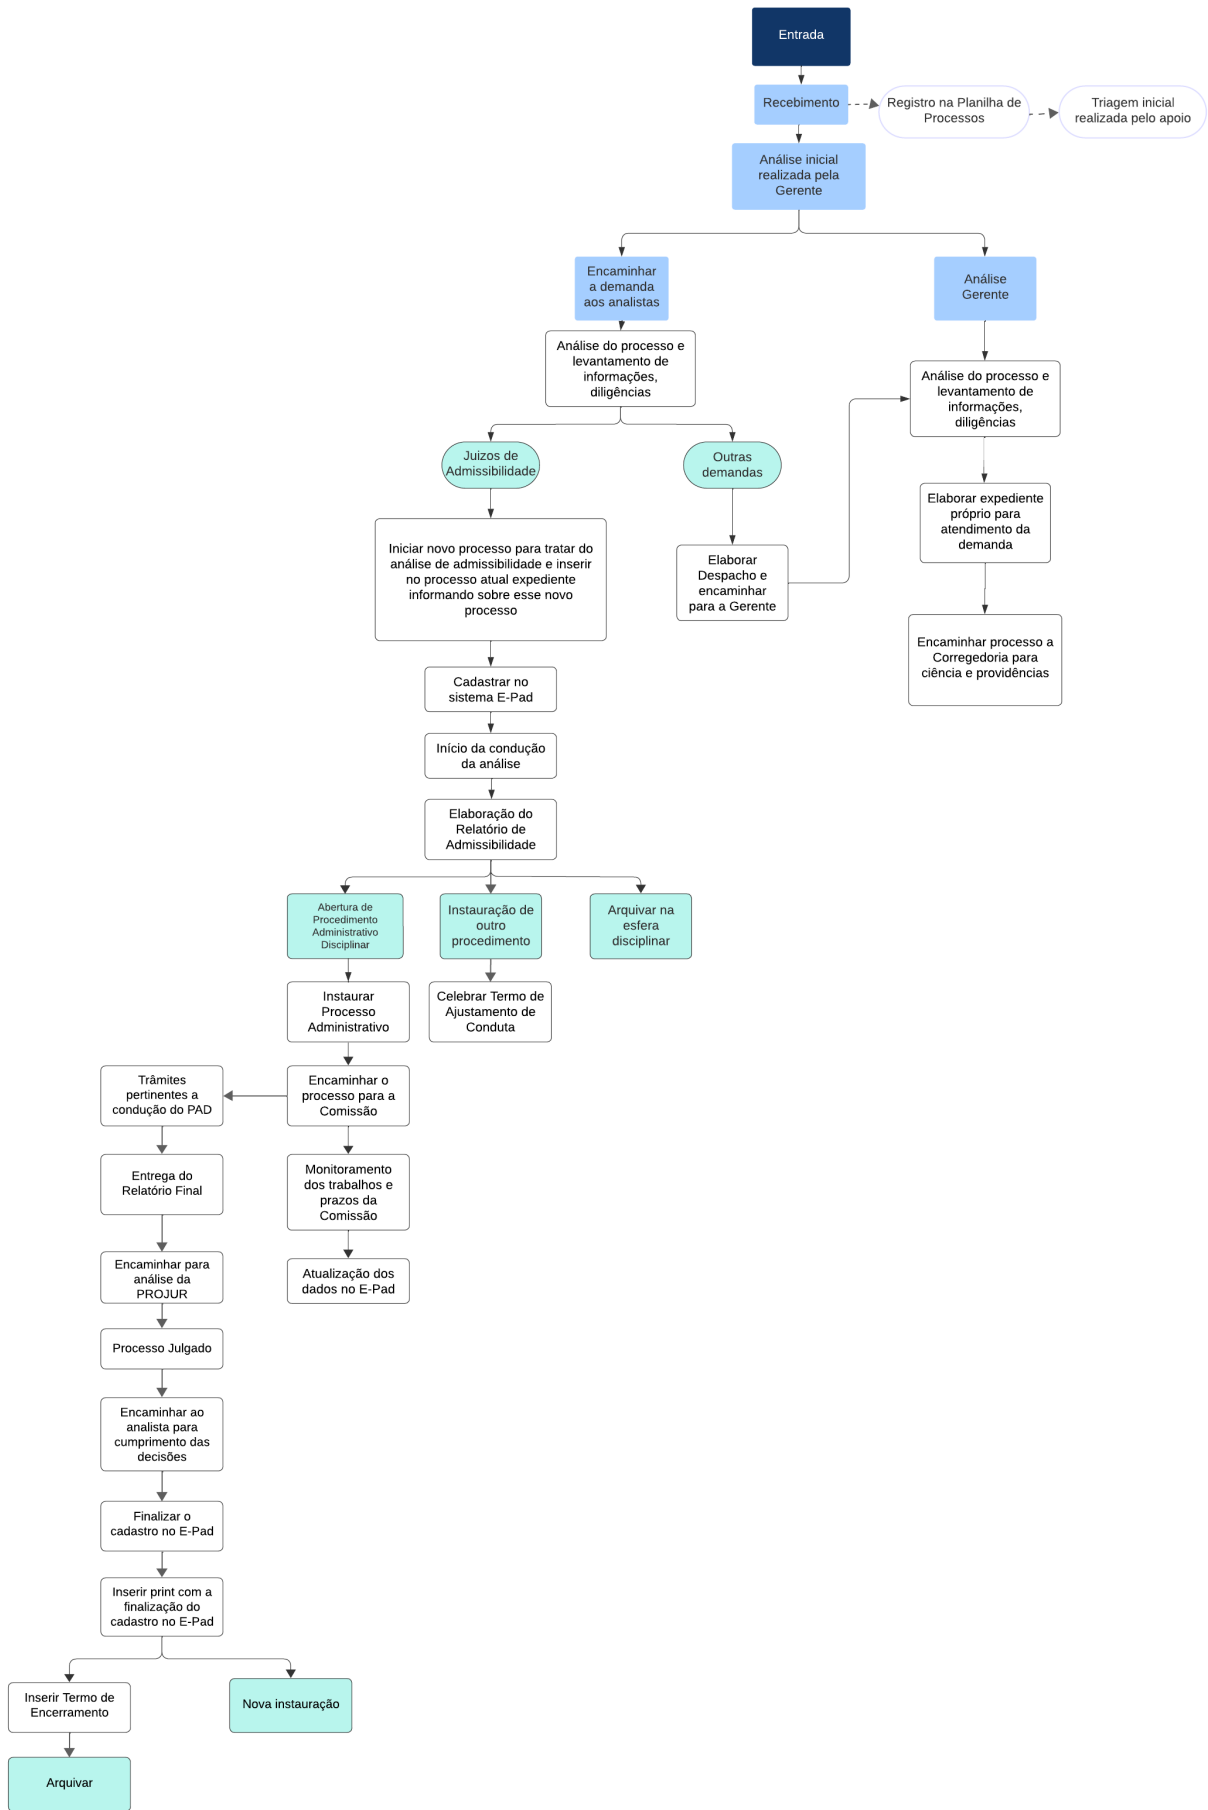 Entrada
Recebimento
Registro na Planilha de
Processos
Triagem inicial
realizada pelo apoio
Análise inicial
realizada pela
Gerente
Encaminhar
a demanda
aos analistas
Análise
Gerente
Análise do processo e
levantamento de
informações,
diligências
Análise do processo e
levantamento de
informações,
diligências
Juizos de
Admissibilidade
Outras
demandas
Elaborar expediente
próprio para
atendimento da
demanda
Iniciar novo processo para tratar do
análise de admissibilidade e inserir
no processo atual expediente
informando sobre esse novo
processo
Elaborar
Despacho e
encaminhar
para a Gerente
Encaminhar processo a
Corregedoria para
ciência e providências
Cadastrar no
sistema E-Pad
Início da condução
da análise
Elaboração do
Relatório de
Admissibilidade
Abertura de
Procedimento
Administrativo
Disciplinar
Instauração de
outro
procedimento
Arquivar na
esfera
disciplinar
Instaurar
Processo
Administrativo
Celebrar Termo de
Ajustamento de
Conduta
Trâmites
pertinentes a
condução do PAD
Encaminhar o
processo para a
Comissão
Entrega do
Relatório Final
Monitoramento
dos trabalhos e
prazos da
Comissão
Encaminhar para
análise da
PROJUR
Atualização dos
dados no E-Pad
Processo Julgado
Encaminhar ao
analista para
cumprimento das
decisões
Finalizar o
cadastro no E-Pad
Inserir print com a
finalização do
cadastro no E-Pad
Inserir Termo de
Encerramento
Nova instauração
Arquivar